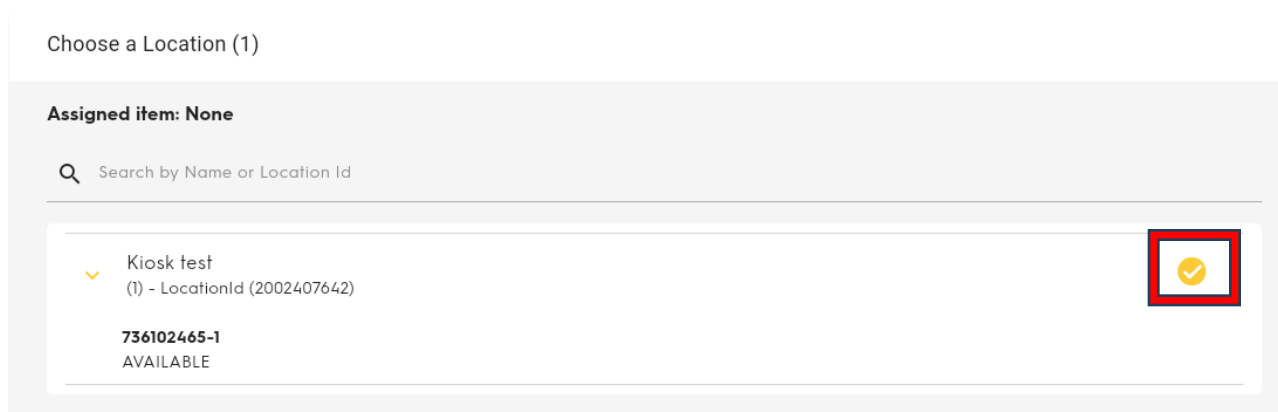 Choose a Location (1)
Assigned item: None
Search by Name or Location Id
Kiosk test
(1) - LocationId (2002407642)
736102465-1
AVAILABLE